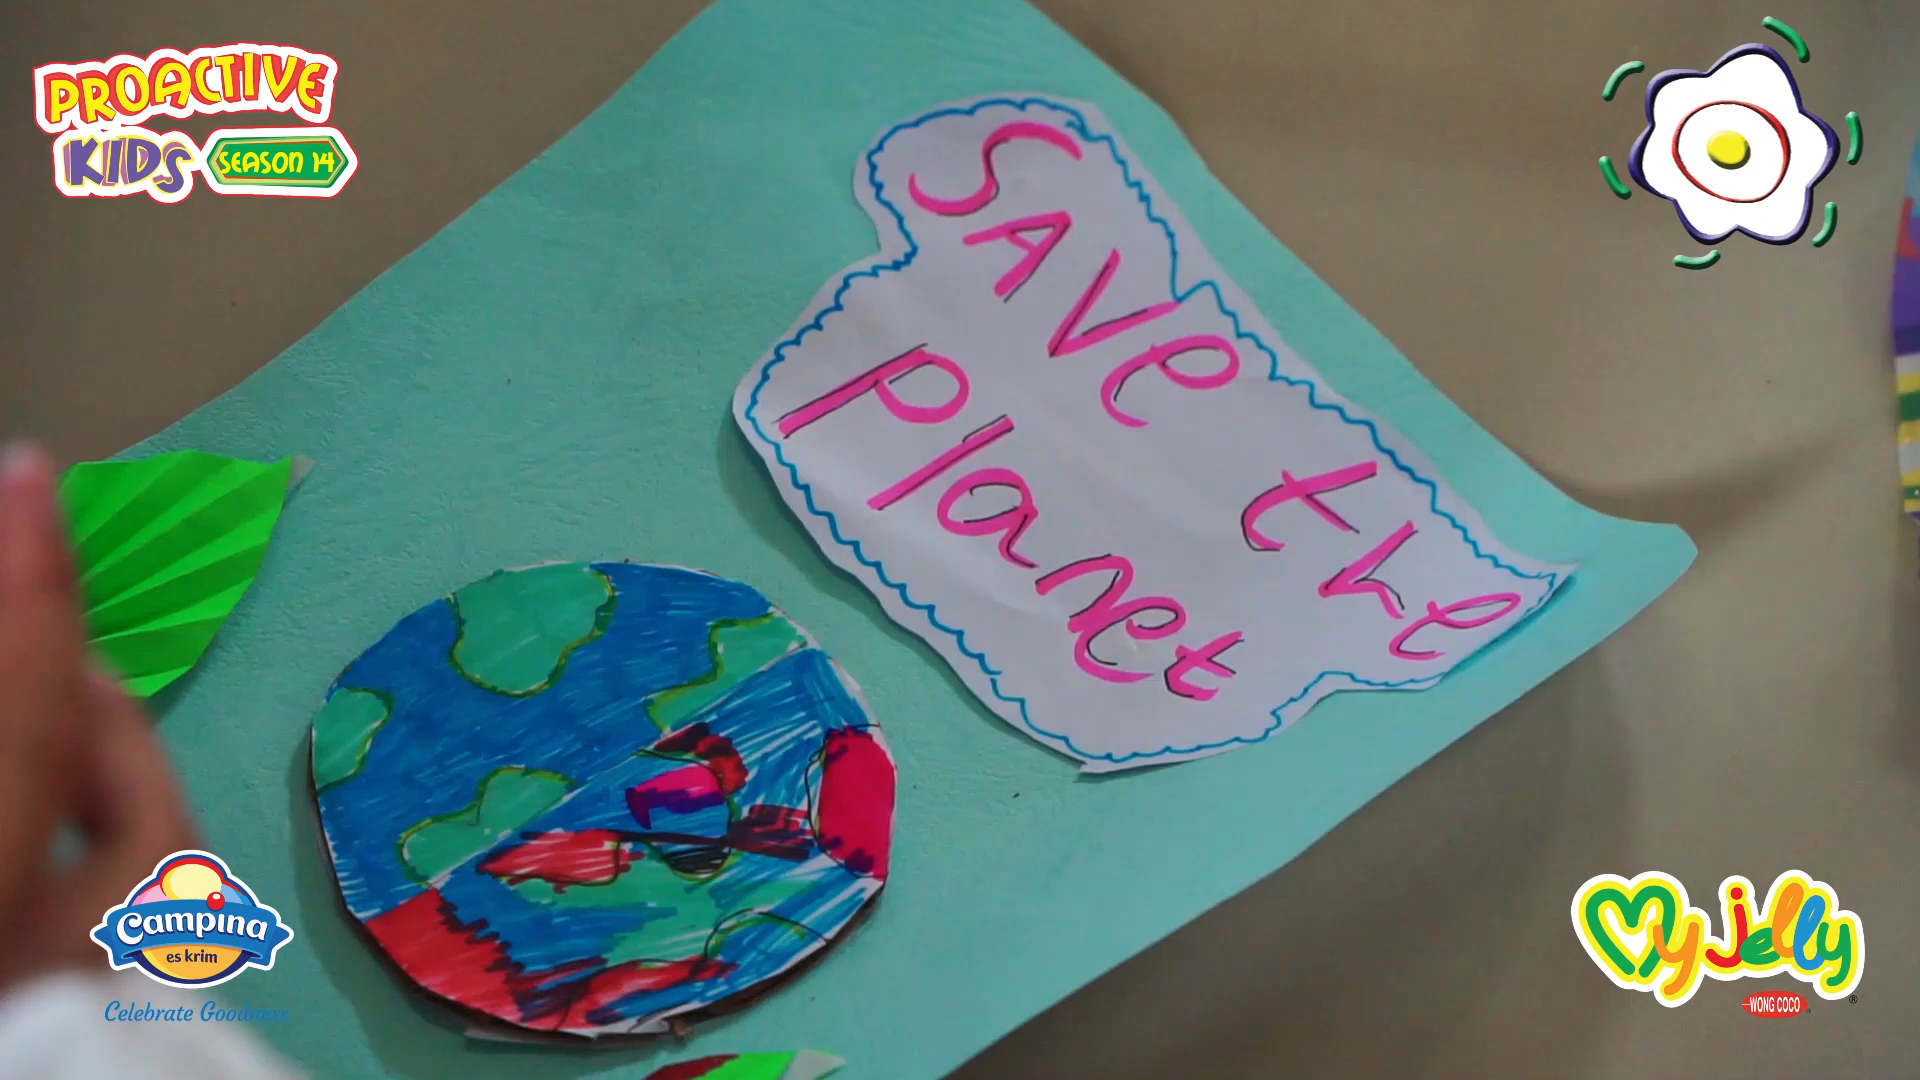 PROACTIVE
KIDS SEASON 14
SAVE the
Planet
Campina
es krim
Celebrate Goodness
My jelly
WONG COCO
®